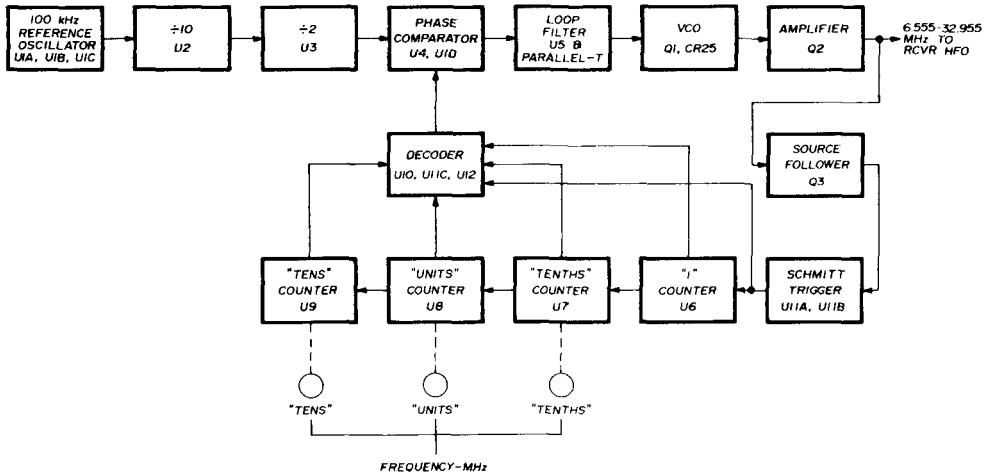 100 kHz
REFERENCE
OSCILLATOR
U1A, U1B, U1C
÷10
U2
÷2
U3
PHASE
COMPARATOR
U4, U1D
LOOP
FILTER
U5 &
PARALLEL-T
VCO
Q1, CR25
AMPLIFIER
Q2
6.555-32.955
MHz TO
RCVR HFO
DECODER
U10, U11C, U12
SOURCE
FOLLOWER
Q3
"TENS"
COUNTER
U9
"UNITS"
COUNTER
U8
"TENTHS"
COUNTER
U7
"1"
COUNTER
U6
SCHMITT
TRIGGER
U11A, U11B
"TENS"
"UNITS"
"TENTHS"
FREQUENCY-MHz